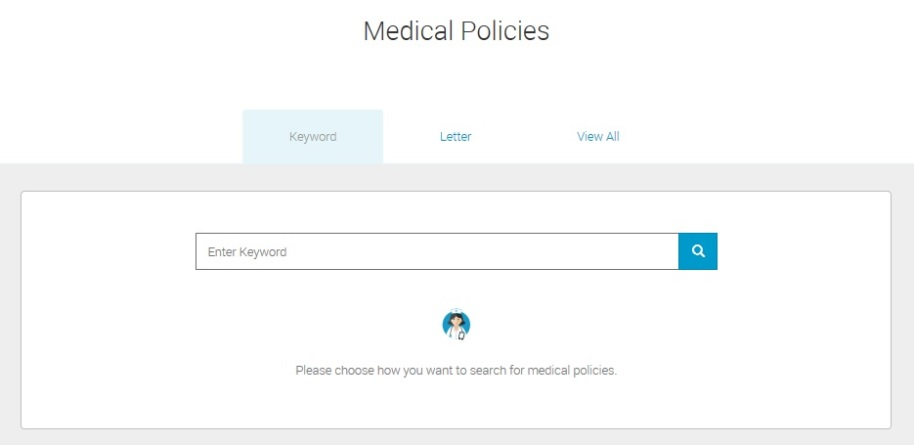 Medical Policies
Keyword
Letter
View All
Enter Keyword
Please choose how you want to search for medical policies.